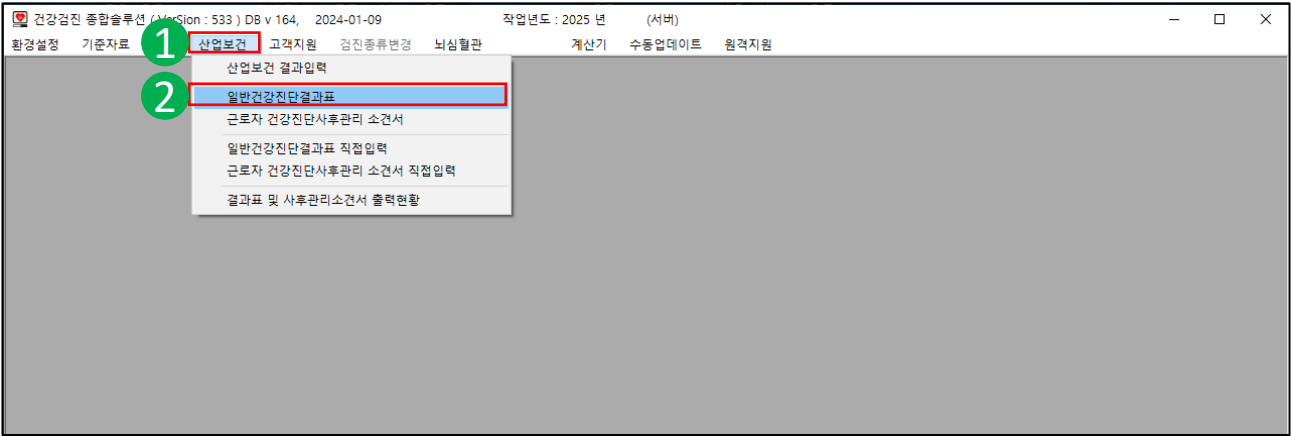 건강검진 종합솔루션 ( VerSion : 533 ) DB v 164, 2024-01-09 작업년도 : 2025 년 (서버)
환경설정 기준자료 1 산업보건 고객지원 검진종류변경 뇌심혈관 계산기 수동업데이트 원격지원
산업보건 결과입력
2 일반건강진단결과표
근로자 건강진단사후관리 소견서
일반건강진단결과표 직접입력
근로자 건강진단사후관리 소견서 직접입력
결과표 및 사후관리소견서 출력현황